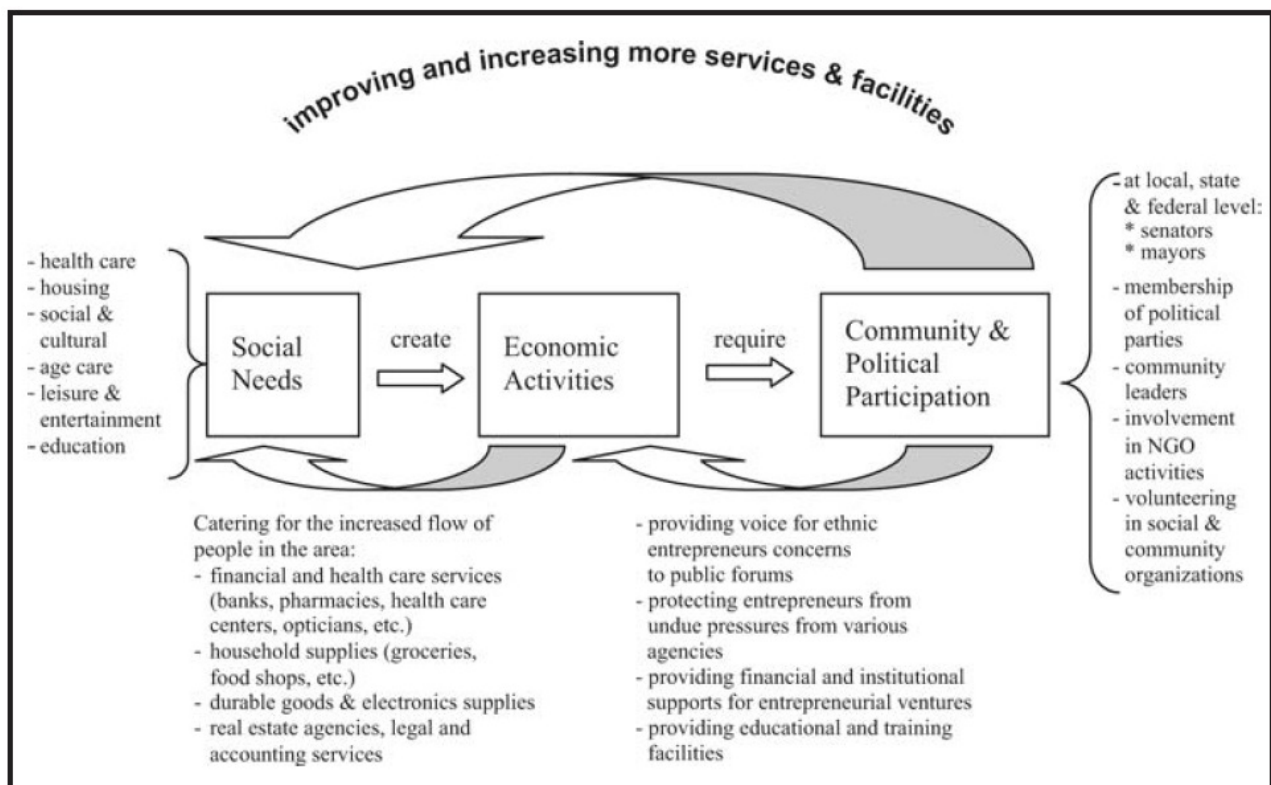 improving and increasing more services & facilities
- health care
- housing
- social &
cultural
- age care
- leisure &
entertainment
- education
Social
Needs
create
Economic
Activities
require
Community &
Political
Participation
- at local, state
& federal level:
* senators
* mayors
- membership
of political
parties
- community
leaders
- involvement
in NGO
activities
- volunteering
in social &
community
organizations
Catering for the increased flow of
people in the area:
- financial and health care services
(banks, pharmacies, health care
centers, opticians, etc.)
- household supplies (groceries,
food shops, etc.)
- durable goods & electronics supplies
- real estate agencies, legal and
accounting services
- providing voice for ethnic
entrepreneurs concerns
to public forums
- protecting entrepreneurs from
undue pressures from various
agencies
- providing financial and institutional
supports for entrepreneurial ventures
- providing educational and training
facilities